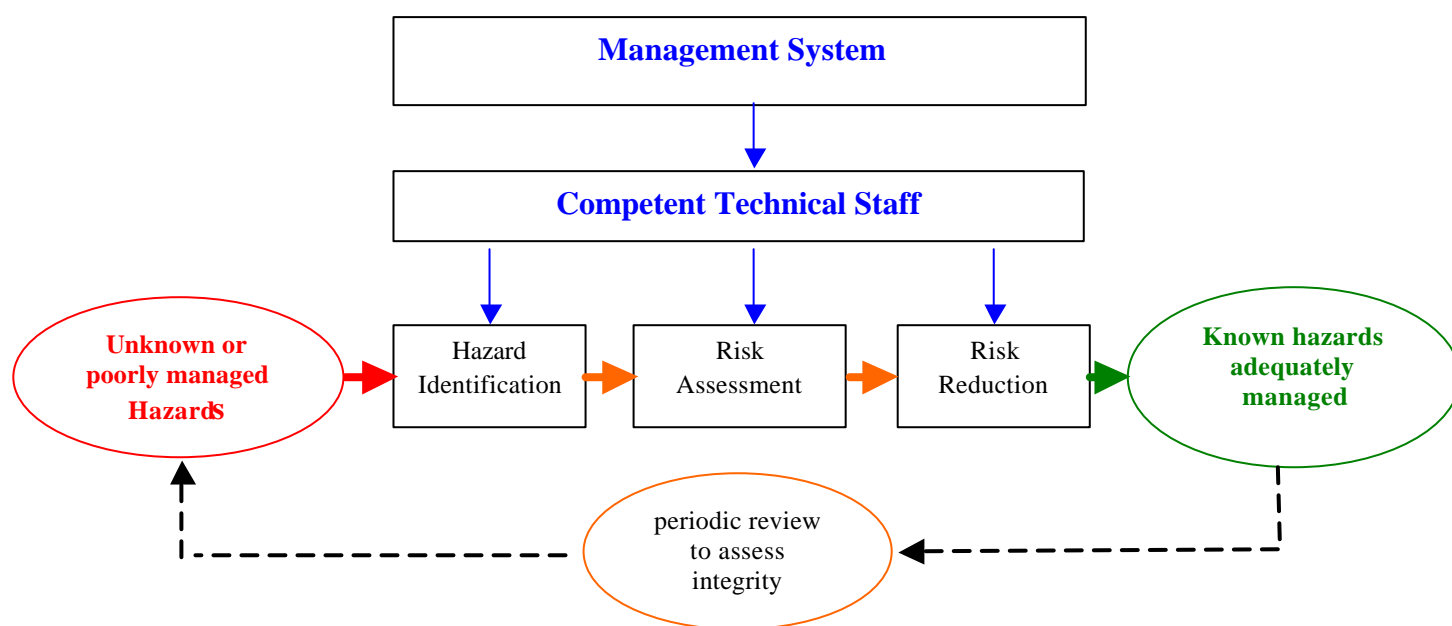 Management System
Competent Technical Staff
Unknown or
poorly managed
Hazards
Hazard
Identification
Risk
Assessment
Risk
Reduction
Known hazards
adequately
managed
periodic review
to assess
integrity